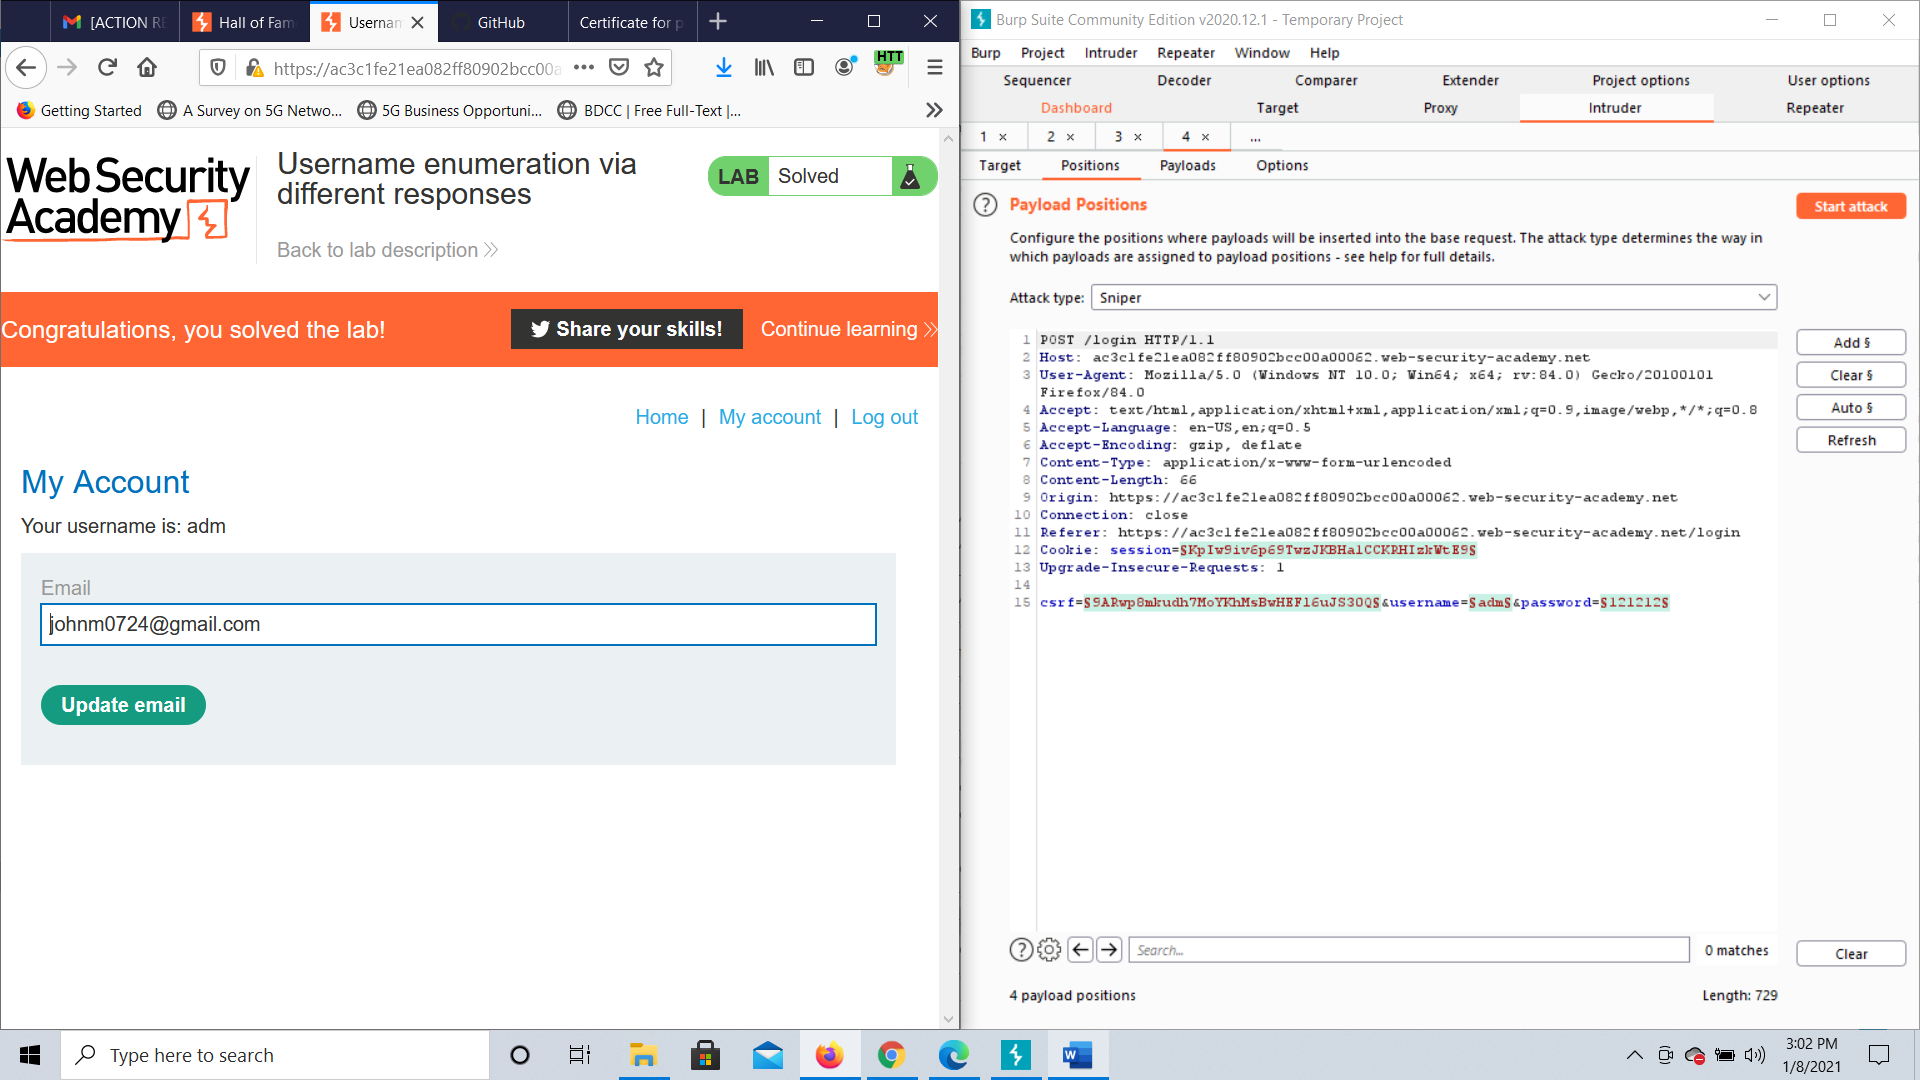 [ACTION RE
Hall of Fam
Usernan
GitHub
Certificate for p
https://ac3c1fe21ea082ff80902bcc00a
HTT
Getting Started
A Survey on 5G Netwo...
5G Business Opportuni...
BDCC | Free Full-Text |...
Web Security
Academy
Username enumeration via
different responses
Back to lab description
LAB Solved
Congratulations, you solved the lab!
Share your skills!
Continue learning
Home | My account | Log out
My Account
Your username is: adm
Email
johnm0724@gmail.com
Update email
Burp Suite Community Edition v2020.12.1 - Temporary Project
Burp Project Intruder Repeater Window Help
Sequencer Decoder Comparer Extender Project options User options
Dashboard Target Proxy Intruder Repeater
1 × 2 × 3 × 4 × ...
Target Positions Payloads Options
? Payload Positions
Start attack
Configure the positions where payloads will be inserted into the base request. The attack type determines the way in
which payloads are assigned to payload positions - see help for full details.
Attack type: Sniper
1 POST /login HTTP/1.1
2 Host: ac3c1fe21ea082ff80902bcc00a00062.web-security-academy.net
3 User-Agent: Mozilla/5.0 (Windows NT 10.0; Win64; x64; rv:84.0) Gecko/20100101
Firefox/84.0
4 Accept: text/html,application/xhtml+xml,application/xml;q=0.9,image/webp,*/*;q=0.8
5 Accept-Language: en-US,en;q=0.5
6 Accept-Encoding: gzip, deflate
7 Content-Type: application/x-www-form-urlencoded
8 Content-Length: 66
9 Origin: https://ac3c1fe21ea082ff80902bcc00a00062.web-security-academy.net
10 Connection: close
11 Referer: https://ac3c1fe21ea082ff80902bcc00a00062.web-security-academy.net/login
12 Cookie: session=§KpIw9iv6p69TwzJKBHalCCKRHIzkWtE9§
13 Upgrade-Insecure-Requests: 1
14
15 csrf=§9ARwp8mkudh7MoYKhMsBwHEFl6uJS30Q§&username=§adm§&password=§121212§
Add §
Clear §
Auto §
Refresh
? Search... 0 matches
Clear
4 payload positions
Length: 729
Type here to search
3:02 PM
1/8/2021